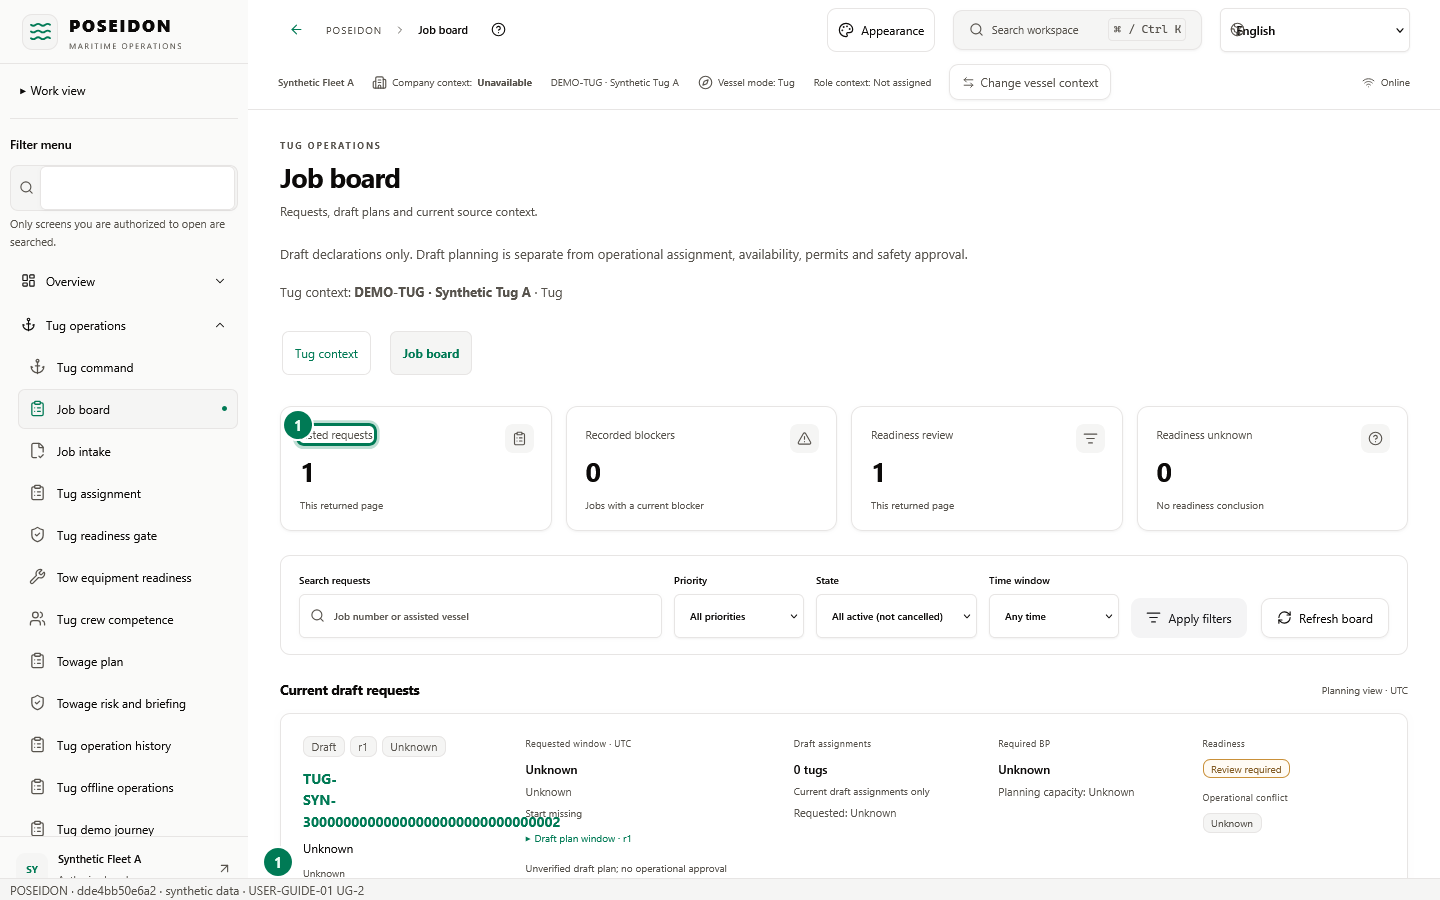 POSEIDON
MARITIME OPERATIONS
Work view
Filter menu
Only screens you are authorized to open are
searched.
Overview
Tug operations
Tug command
Job board
Job intake
Tug assignment
Tug readiness gate
Tow equipment readiness
Tug crew competence
Towage plan
Towage risk and briefing
Tug operation history
Tug offline operations
Tug demo journey
SY
Synthetic Fleet A
POSEIDON
Job board
Appearance
Search workspace
⌘ / Ctrl K
English
Synthetic Fleet A
Company context: Unavailable
DEMO-TUG · Synthetic Tug A
Vessel mode: Tug
Role context: Not assigned
Change vessel context
Online
TUG OPERATIONS
Job board
Requests, draft plans and current source context.
Draft declarations only. Draft planning is separate from operational assignment, availability, permits and safety approval.
Tug context: DEMO-TUG · Synthetic Tug A · Tug
Tug context
Job board
1
requests
1
This returned page
Recorded blockers
0
Jobs with a current blocker
Readiness review
1
This returned page
Readiness unknown
0
No readiness conclusion
Search requests
Job number or assisted vessel
Priority
All priorities
State
All active (not cancelled)
Time window
Any time
Apply filters
Refresh board
Current draft requests
Planning view · UTC
Draft
r1
Unknown
TUG-
SYN-
Unknown
Unknown
1
Requested window · UTC
Unknown
Unknown
Start missing
Draft plan window · r1
Unverified draft plan; no operational approval
Draft assignments
0 tugs
Current draft assignments only
Requested: Unknown
Required BP
Unknown
Planning capacity: Unknown
Readiness
Review required
Operational conflict
Unknown
POSEIDON · dde4bb50e6a2 · synthetic data · USER-GUIDE-01 UG-2